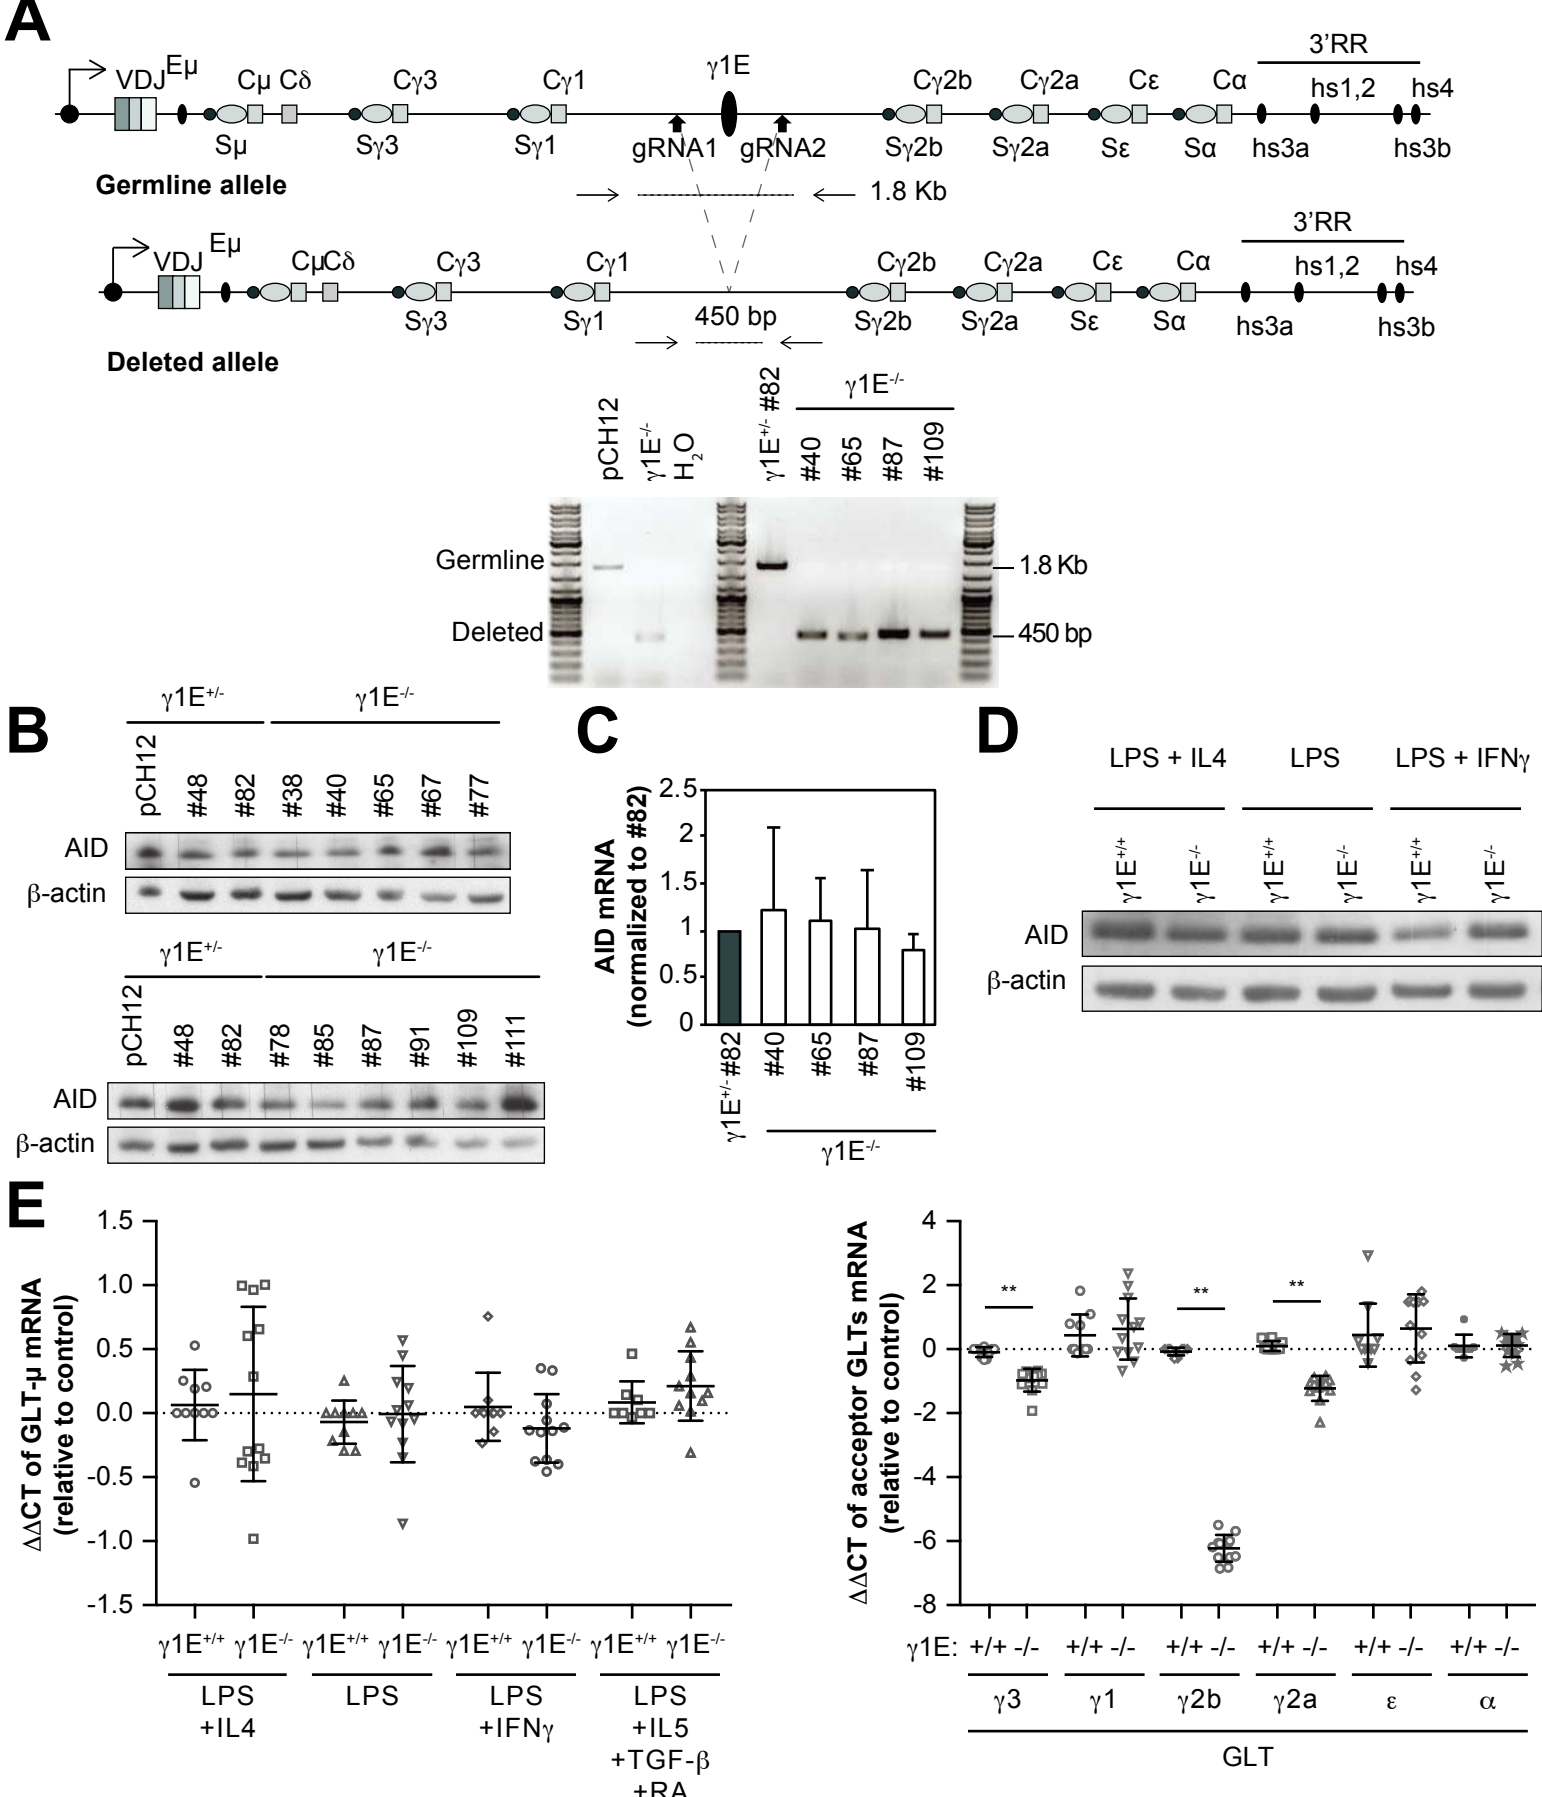 A
3’RR
VDJ Eμ Cμ Cδ Cγ3 Cγ1 γ1E Cγ2b Cγ2a Cε Cα hs1,2 hs4
Sμ Sγ3 Sγ1 gRNA1 gRNA2 Sγ2b Sγ2a Sε Sα hs3a hs3b
Germline allele
1.8 Kb
3’RR
VDJ Eμ CμCδ Cγ3 Cγ1 Cγ2b Cγ2a Cε Cα hs1,2 hs4
Sγ3 Sγ1 450 bp Sγ2b Sγ2a Sε Sα hs3a hs3b
Deleted allele
γ1E-/-
pCH12 γ1E-/- H2O γ1E+/- #82 #40 #65 #87 #109
Germline 1.8 Kb
Deleted 450 bp
B
γ1E+/- γ1E-/-
pCH12 #48 #82 #38 #40 #65 #67 #77
AID
β-actin
γ1E+/- γ1E-/-
pCH12 #48 #82 #78 #85 #87 #91 #109 #111
AID
β-actin
C
AID mRNA
(normalized to #82)
2.5
2
1.5
1
0.5
0
γ1E+/- #82 #40 #65 #87 #109
γ1E-/-
D
LPS + IL4 LPS LPS + IFNγ
γ1E+/+ γ1E-/- γ1E+/+ γ1E-/- γ1E+/+ γ1E-/-
AID
β-actin
E
ΔΔCT of GLT-μ mRNA
(relative to control)
1.5
1.0
0.5
0.0
-0.5
-1.0
-1.5
γ1E+/+ γ1E-/- γ1E+/+ γ1E-/- γ1E+/+ γ1E-/- γ1E+/+ γ1E-/-
LPS LPS LPS LPS
+IL4 +IFNγ +IL5
+TGF-β
+RA
ΔΔCT of acceptor GLTs mRNA
(relative to control)
4
2
0
-2
-4
-6
-8
** ** **
γ1E: +/+ -/- +/+ -/- +/+ -/- +/+ -/- +/+ -/- +/+ -/-
γ3 γ1 γ2b γ2a ε α
GLT